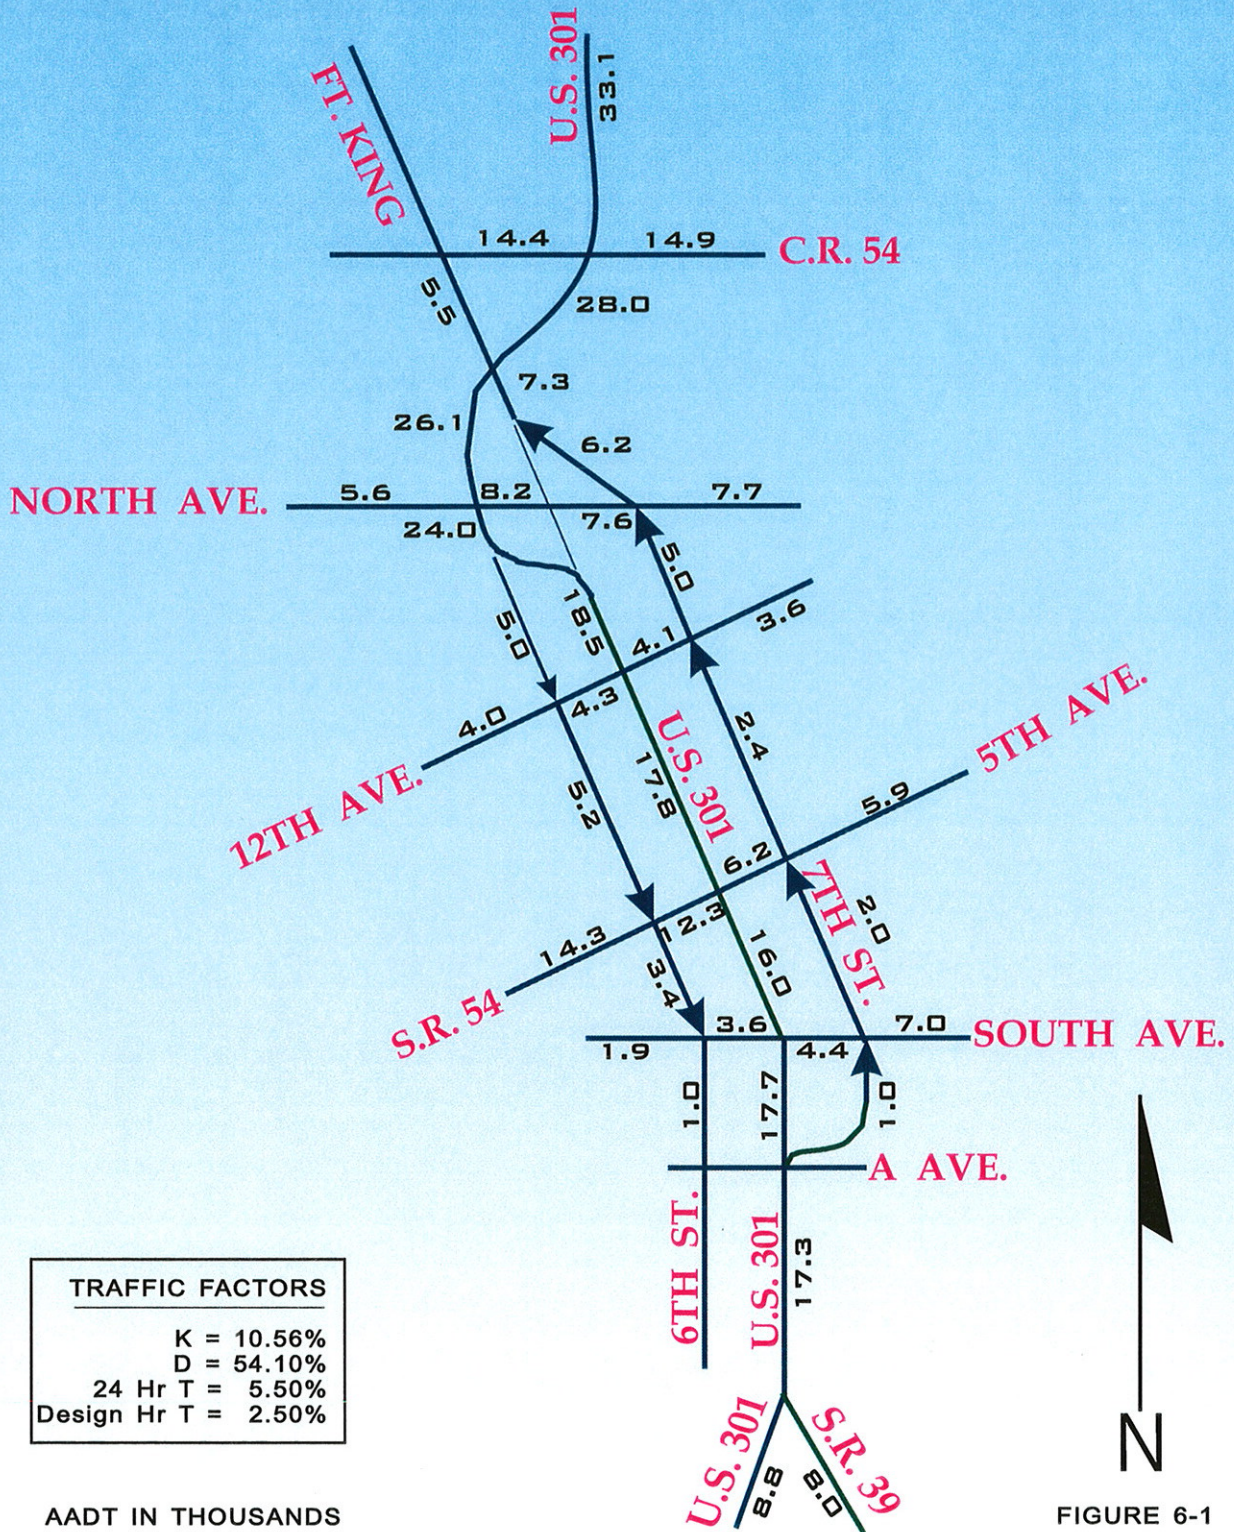 U.S. 301
33.1
FT. KING
14.4
14.9
C.R. 54
5.5
28.0
7.3
26.1
6.2
NORTH AVE.
5.6
8.2
7.7
24.0
7.6
5.0
18.5
5.0
4.1
3.6
4.0
4.3
12TH AVE.
U.S. 301
17.8
2.4
5TH AVE.
5.2
5.9
6.2
7TH ST.
2.0
14.3
12.3
16.0
S.R. 54
3.4
3.6
7.0
SOUTH AVE.
1.9
4.4
1.0
17.7
1.0
A AVE.
6TH ST.
U.S. 301
17.3
TRAFFIC FACTORS
K = 10.56%
D = 54.10%
24 Hr T = 5.50%
Design Hr T = 2.50%
U.S. 301
8.8
S.R. 39
8.0
N
AADT IN THOUSANDS
FIGURE 6-1